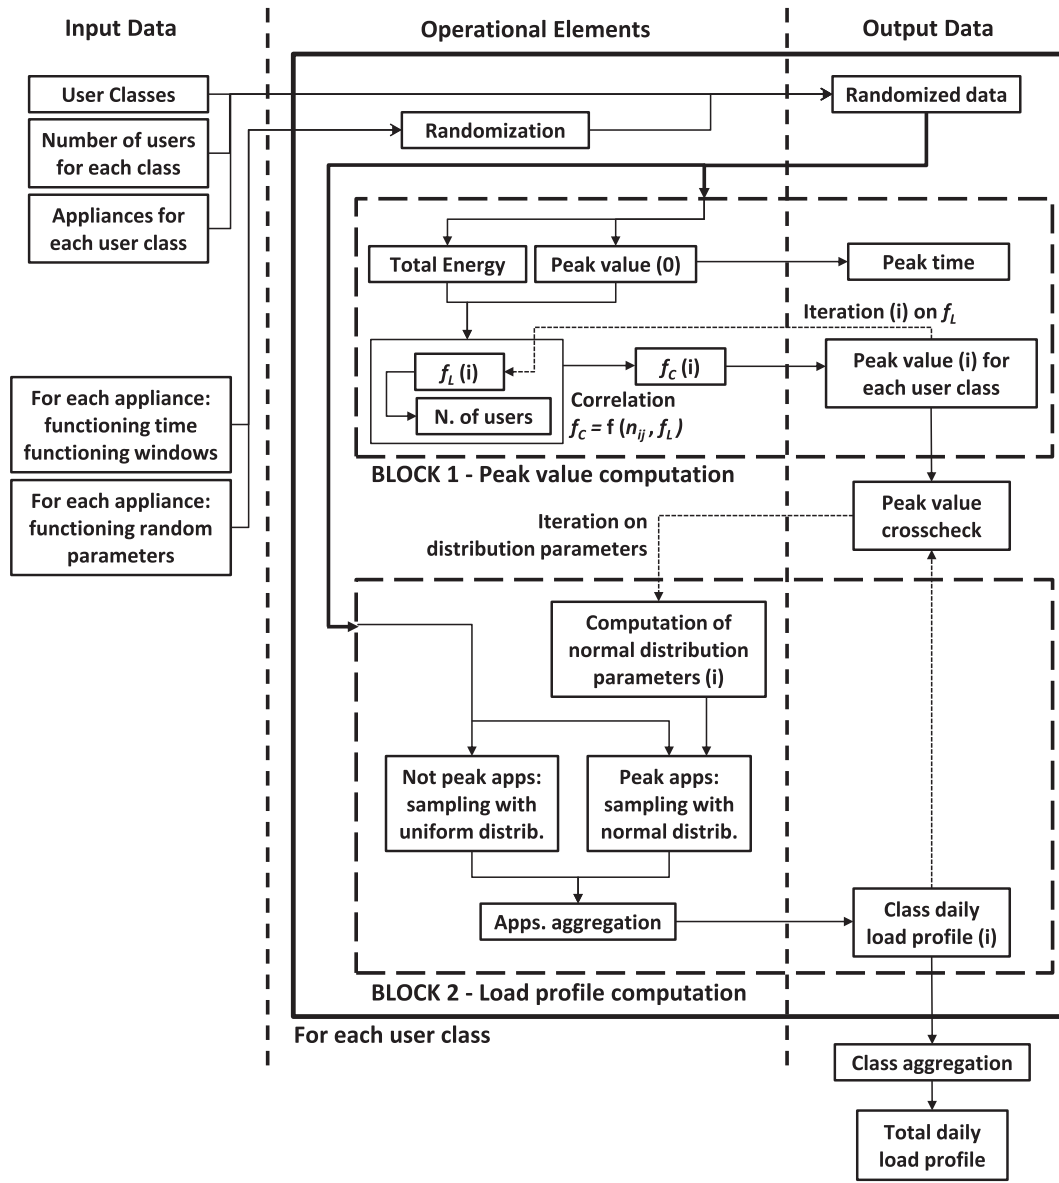 Input Data
Operational Elements
Output Data
User Classes
Number of users
for each class
Appliances for
each user class
Randomization
Randomized data
Total Energy
Peak value (0)
Peak time
Iteration (i) on f_L
f_L (i)
N. of users
f_C (i)
Correlation
f_C = f (n_ij , f_L )
Peak value (i) for
each user class
BLOCK 1 - Peak value computation
For each appliance:
functioning time
functioning windows
For each appliance:
functioning random
parameters
Iteration on
distribution parameters
Peak value
crosscheck
Computation of
normal distribution
parameters (i)
Not peak apps:
sampling with
uniform distrib.
Peak apps:
sampling with
normal distrib.
Apps. aggregation
Class daily
load profile (i)
BLOCK 2 - Load profile computation
For each user class
Class aggregation
Total daily
load profile